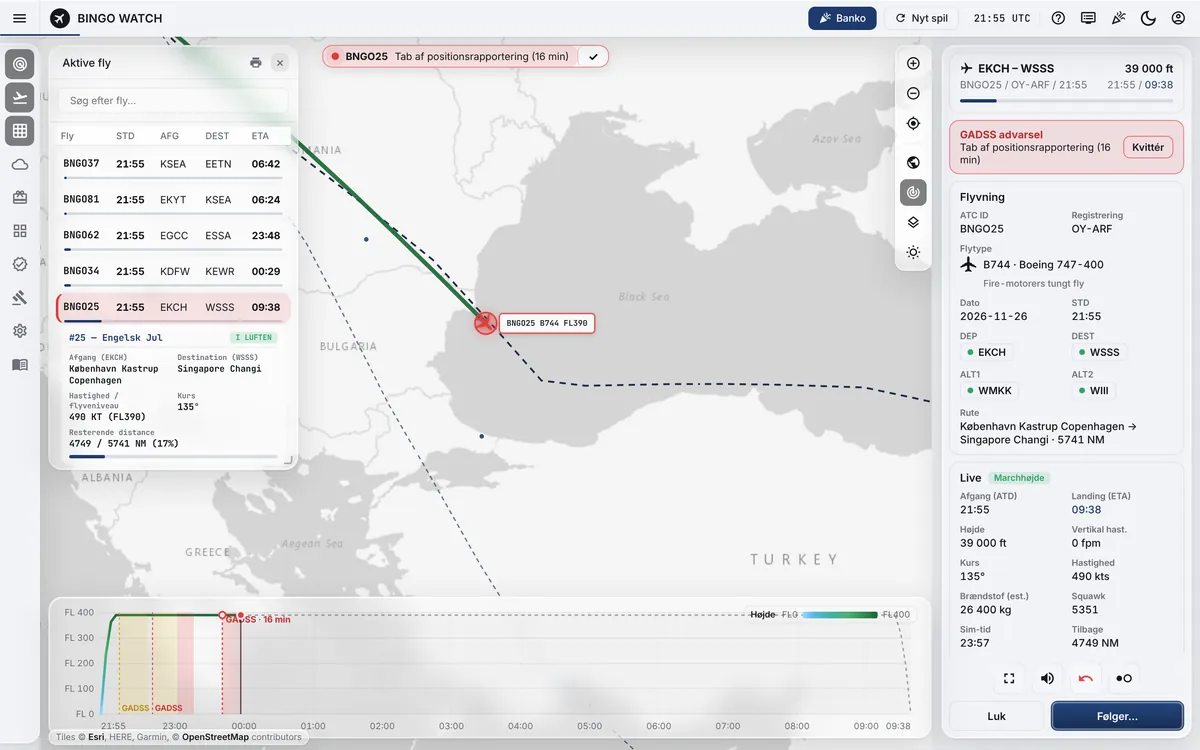 BINGO WATCH
Banko
Nyt spil
21:55 UTC
Aktive fly
Søg efter fly...
Fly STD AFG DEST ETA
BNGO37 21:55 KSEA EETN 06:42
BNGO81 21:55 EKYT KSEA 06:24
BNGO62 21:55 EGCC ESSA 23:48
BNGO34 21:55 KDFW KEWR 00:29
BNGO25 21:55 EKCH WSSS 09:38
#25 – Engelsk Jul I LUFTEN
Afgang (EKCH) Destination (WSSS)
København Kastrup Singapore Changi
Copenhagen
Hastighed / Kurs
flyveniveau 135°
490 KT (FL390)
Resterende distance
4749 / 5741 NM (17%)
BNGO25 Tab af positionsrapportering (16 min)
MANIA
Azov Sea
Black Sea
BNGO25 B744 FL390
BULGARIA
ALBANIA
GREECE
Aegean Sea
TURKEY
FL 400
FL 300
FL 200
FL 100
FL 0
GADSS
GADSS
GADSS · 16 min
Højde FL0 FL400
21:55 23:00 00:00 01:00 02:00 03:00 04:00 05:00 06:00 07:00 08:00 09:00 09:38
Tiles © Esri, HERE, Garmin, © OpenStreetMap contributors
EKCH – WSSS 39 000 ft
BNGO25 / OY-ARF / 21:55 21:55 / 09:38
GADSS advarsel
Tab af positionsrapportering (16
min)
Kvittér
Flyvning
ATC ID Registrering
BNGO25 OY-ARF
Flytype
B744 · Boeing 747-400
Fire-motorers tungt fly
Dato STD
2026-11-26 21:55
DEP DEST
EKCH WSSS
ALT1 ALT2
WMKK WIII
Rute
København Kastrup Copenhagen →
Singapore Changi · 5741 NM
Live Marchhøjde
Afgang (ATD) Landing (ETA)
21:55 09:38
Højde Vertikal hast.
39 000 ft 0 fpm
Kurs Hastighed
135° 490 kts
Brændstof (est.) Squawk
26 400 kg 5351
Sim-tid Tilbage
23:57 4749 NM
Luk
Følger...